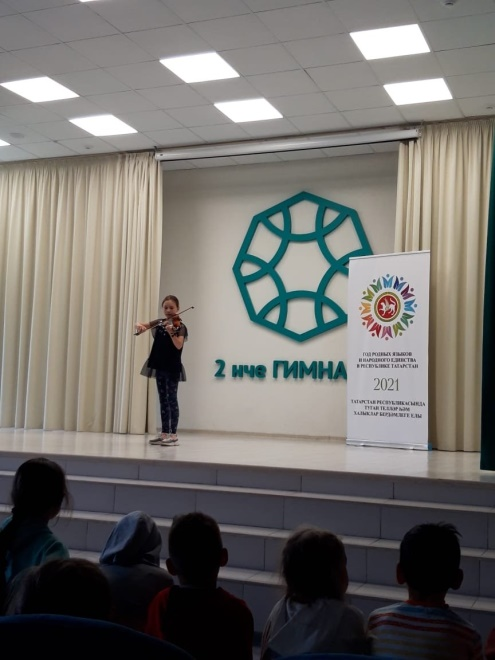 2 нче ГИМНА
ГОД РОДНЫХ ЯЗЫКОВ
И НАРОДНОГО ЕДИНСТВА
В РЕСПУБЛИКЕ ТАТАРСТАН
2021
ТАТАРСТАН РЕСПУБЛИКАСЫНДА
ТУГАН ТЕЛЛӘР ҺӘМ
ХАЛЫКЛАР БЕРДӘМЛЕГЕ ЕЛЫ